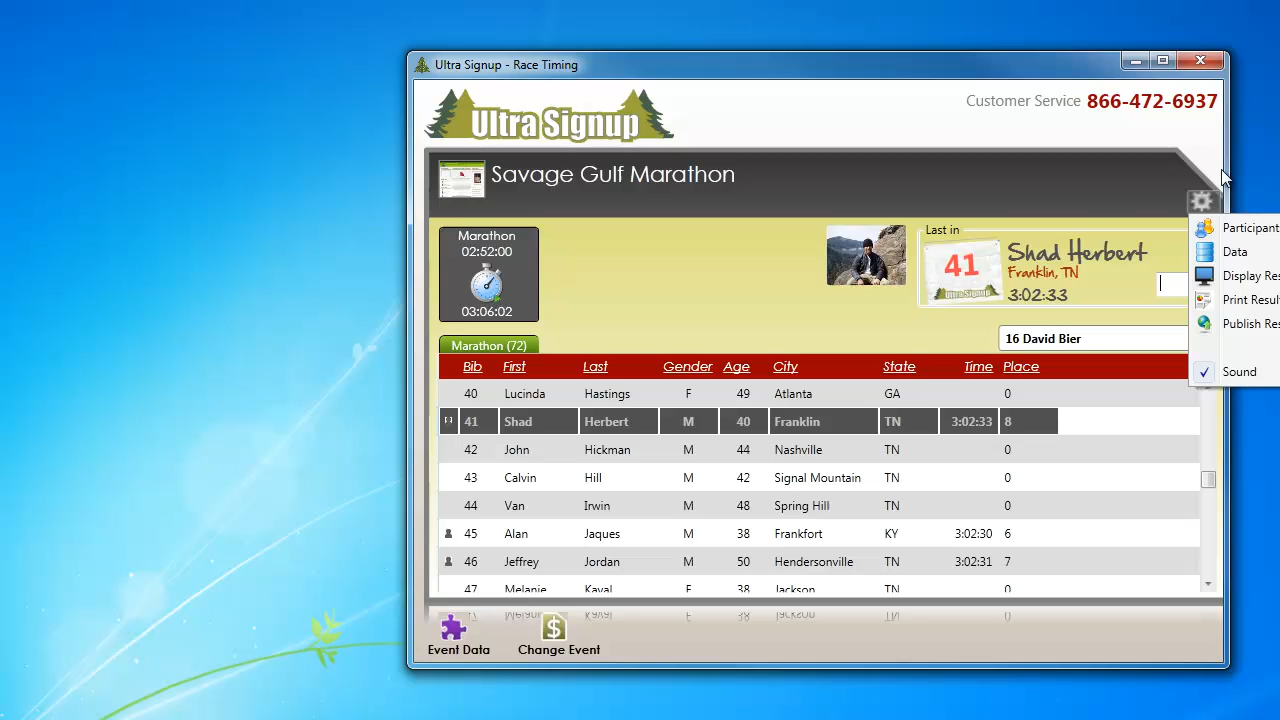 Ultra Signup - Race Timing
Ultra Signup
Customer Service 866-472-6937
Savage Gulf Marathon
Marathon
02:52:00
03:06:02
Last in
41
Ultra Signup
Shad Herbert
Franklin, TN
3:02:33
Participant
Data
Display Res
Print Result
Publish Res
Sound
Marathon (72)
16 David Bier
Bib First Last Gender Age City State Time Place
40 Lucinda Hastings F 49 Atlanta GA 0
41 Shad Herbert M 40 Franklin TN 3:02:33 8
42 John Hickman M 44 Nashville TN 0
43 Calvin Hill M 42 Signal Mountain TN 0
44 Van Irwin M 48 Spring Hill TN 0
45 Alan Jaques M 38 Frankfort KY 3:02:30 6
46 Jeffrey Jordan M 50 Hendersonville TN 3:02:31 7
47 Melanie Kaval F 38 Jackson TN 0
Event Data
Change Event